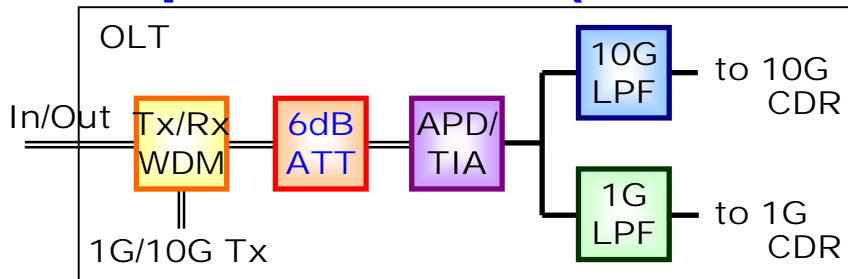 OLT
In/Out
Tx/Rx
WDM
6dB
ATT
APD/
TIA
10G
LPF
to 10G
CDR
1G
LPF
to 1G
CDR
1G/10G Tx